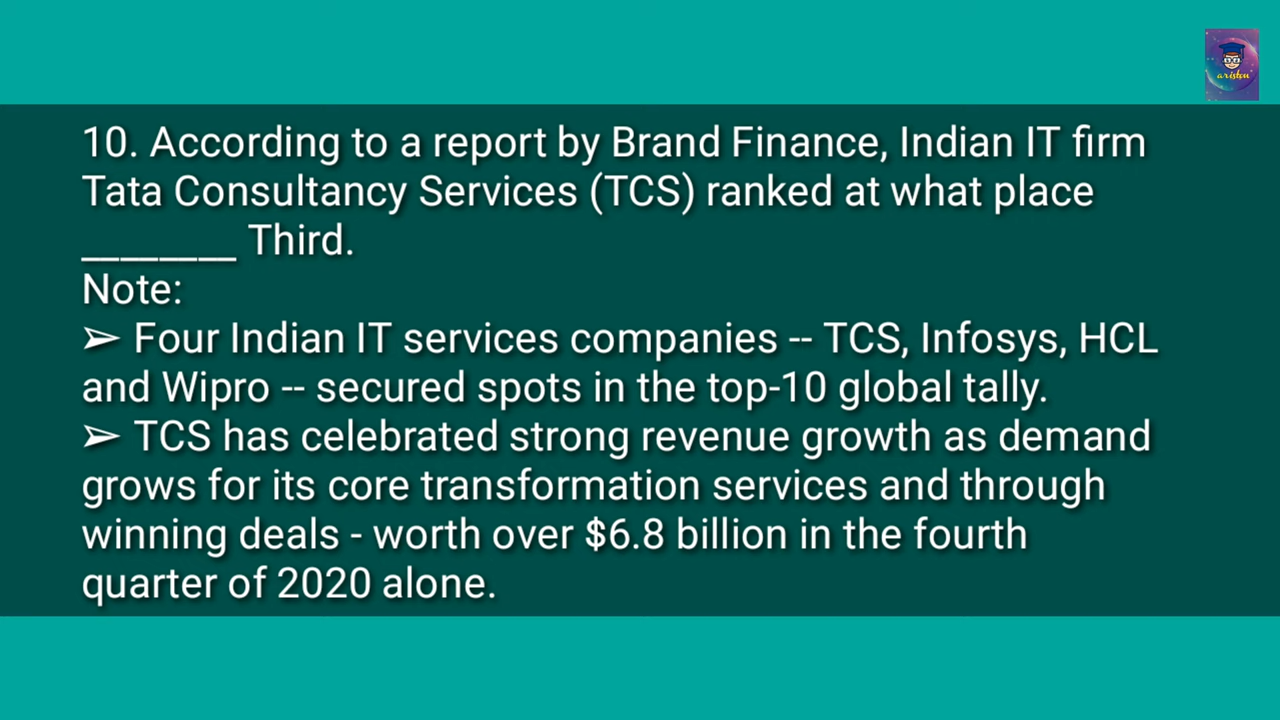 ariston
10. According to a report by Brand Finance, Indian IT firm
Tata Consultancy Services (TCS) ranked at what place
________ Third.
Note:
➢ Four Indian IT services companies -- TCS, Infosys, HCL
and Wipro -- secured spots in the top-10 global tally.
➢ TCS has celebrated strong revenue growth as demand
grows for its core transformation services and through
winning deals - worth over $6.8 billion in the fourth
quarter of 2020 alone.